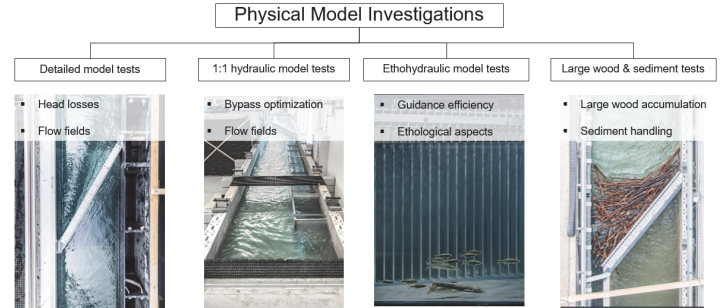 Physical Model Investigations
Detailed model tests
1:1 hydraulic model tests
Ethohydraulic model tests
Large wood & sediment tests
▪ Head losses
▪ Flow fields
▪ Bypass optimization
▪ Flow fields
▪ Guidance efficiency
▪ Ethological aspects
▪ Large wood accumulation
▪ Sediment handling